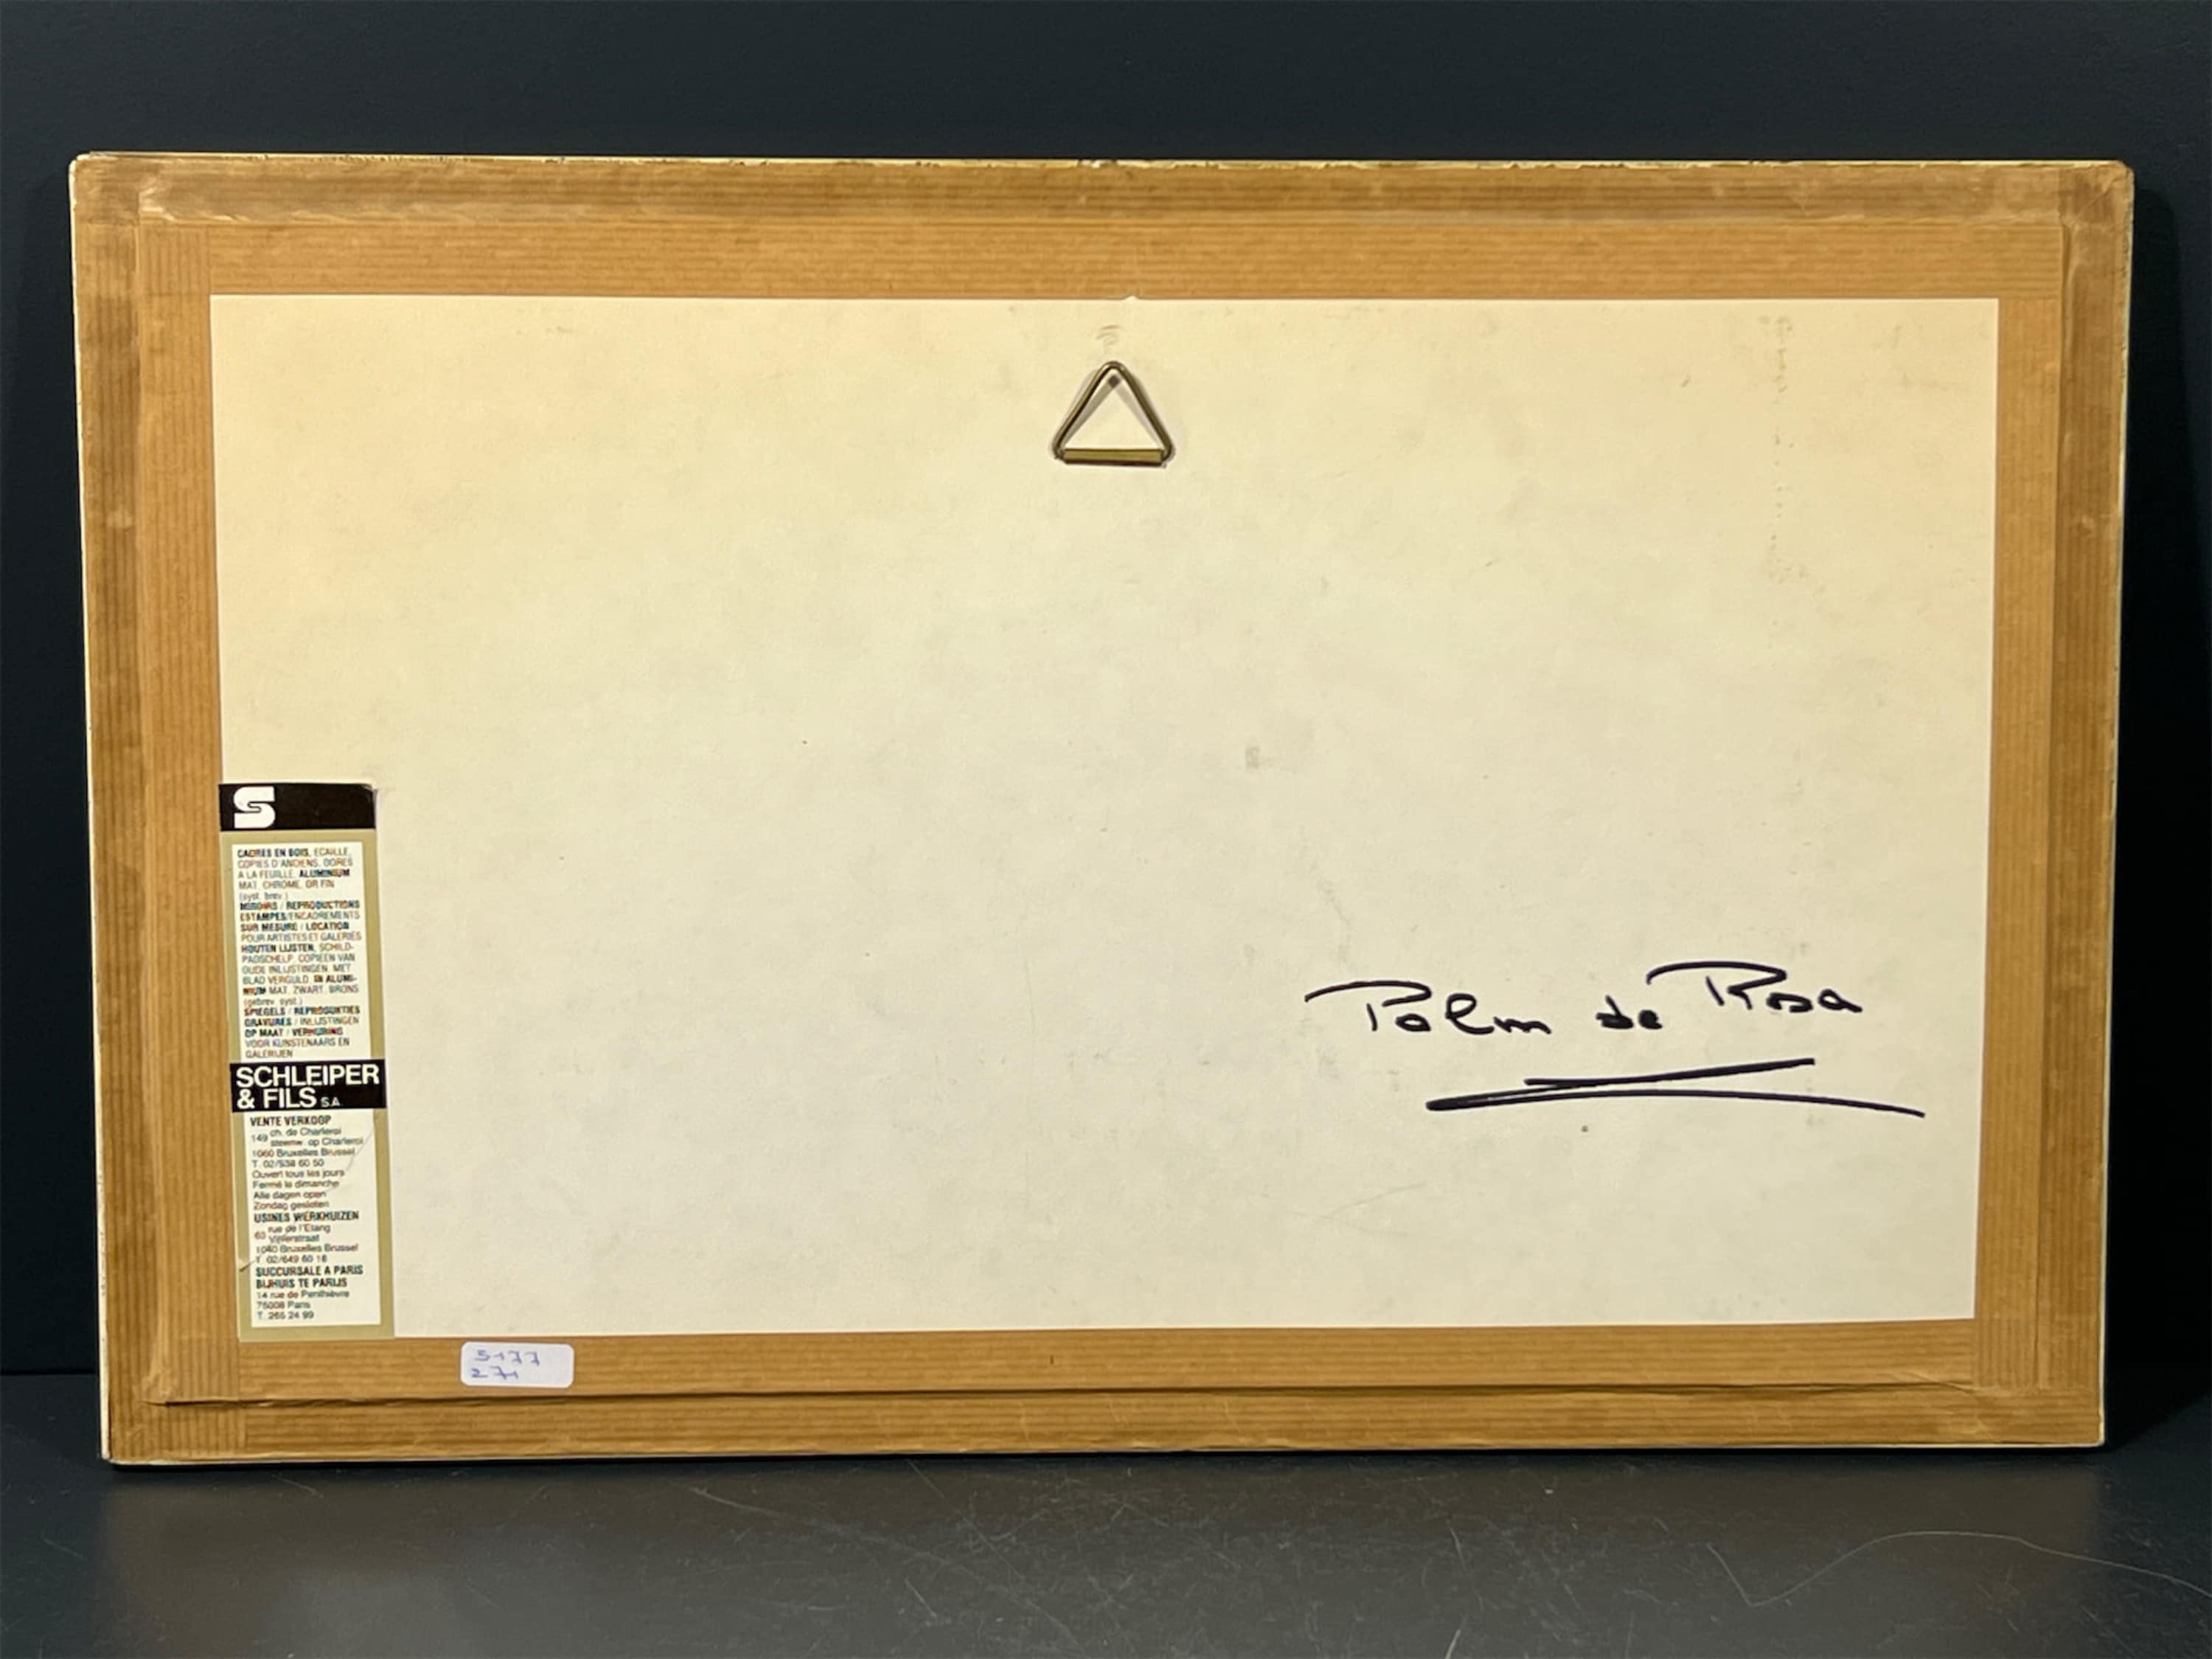 S
CADRES EN BOIS, ECAILLE,
COPIES D'ANCIENS, DORES
A LA FEUILLE. ALUMINIUM
MAT, CHROME, OR FIN
(syst. brev.)
MIROIRS / REPRODUCTIONS
ESTAMPES / ENCADREMENTS
SUR MESURE / LOCATION
POUR ARTISTES ET GALERIES
HOUTEN LIJSTEN, SCHILD-
PADSCHELP, COPIEEN VAN
OUDE INLIJSTINGEN, MET
BLAD VERGULD. IN ALUMI-
NIUM MAT, ZWART, BRONS
(gebrev. syst.)
SPIEGELS / REPRODUKTIES
GRAVURES / INLIJSTINGEN
OP MAAT / VERHURING
VOOR KUNSTENAARS EN
GALERIJEN
SCHLEIPER
& FILS S.A.
VENTE VERKOOP
149 ch. de Charleroi
steenw. op Charleroi
1060 Bruxelles Brussel
T. 02/538 60 50
Ouvert tous les jours
Fermé le dimanche
Alle dagen open
Zondag gesloten
USINES WERKHUIZEN
63 rue de l'Etang
Vijverstraat
1040 Bruxelles Brussel
T. 02/649 60 18
SUCCURSALE A PARIS
BIJHUIS TE PARIJS
14 rue de Penthièvre
75008 Paris
T. 265 24 99
Palm de Rosa
5177
271